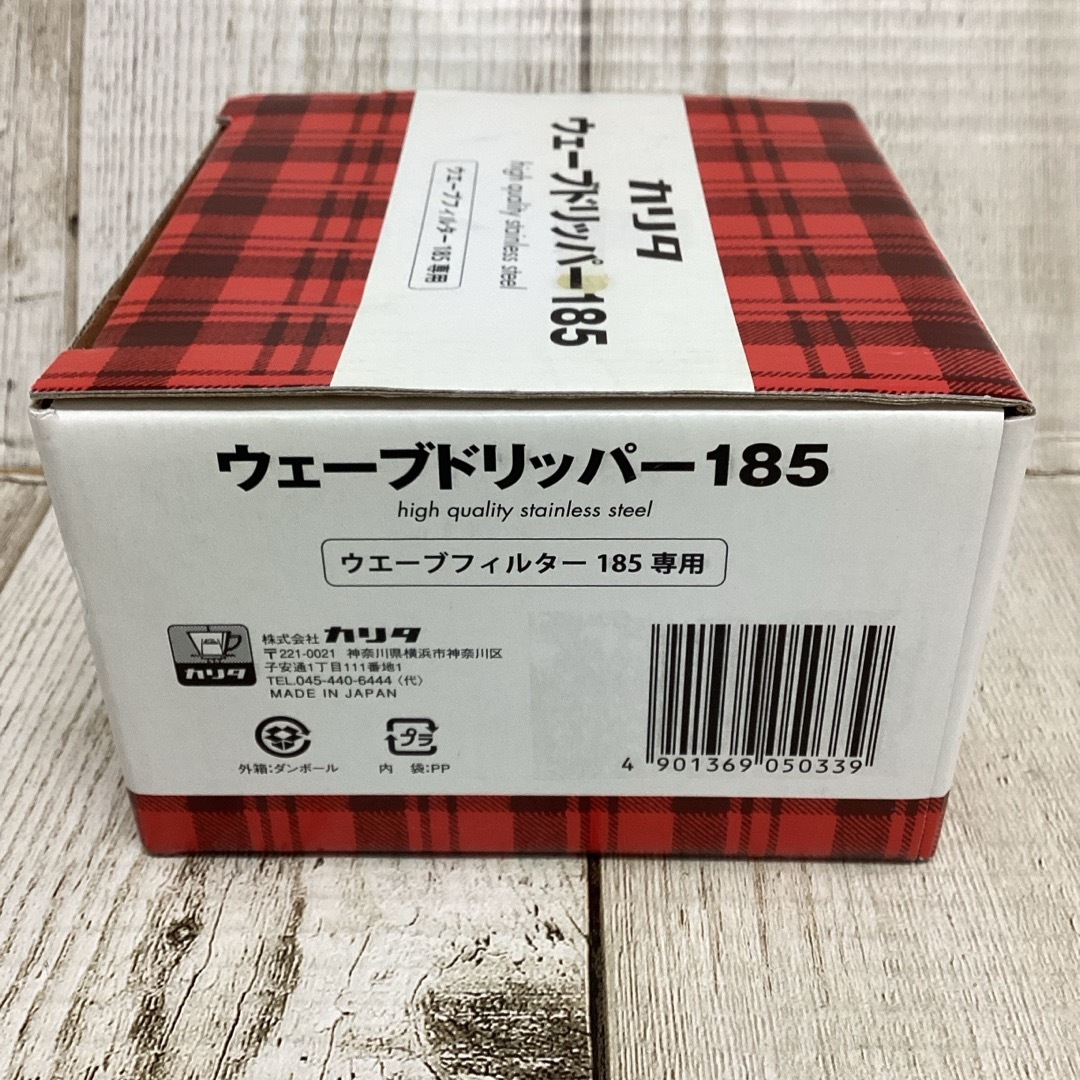 カリタ
ウェーブドリッパー185
high quality stainless steel
ウエーブフィルター 185 専用
ウェーブドリッパー185
high quality stainless steel
ウエーブフィルター 185 専用
カリタ
株式会社 カリタ
〒221-0021 神奈川県横浜市神奈川区
子安通1丁目111番地1
TEL.045-440-6444〈代〉
MADE IN JAPAN
プラ
外箱:ダンボール
内 袋:PP
4 901369 050339